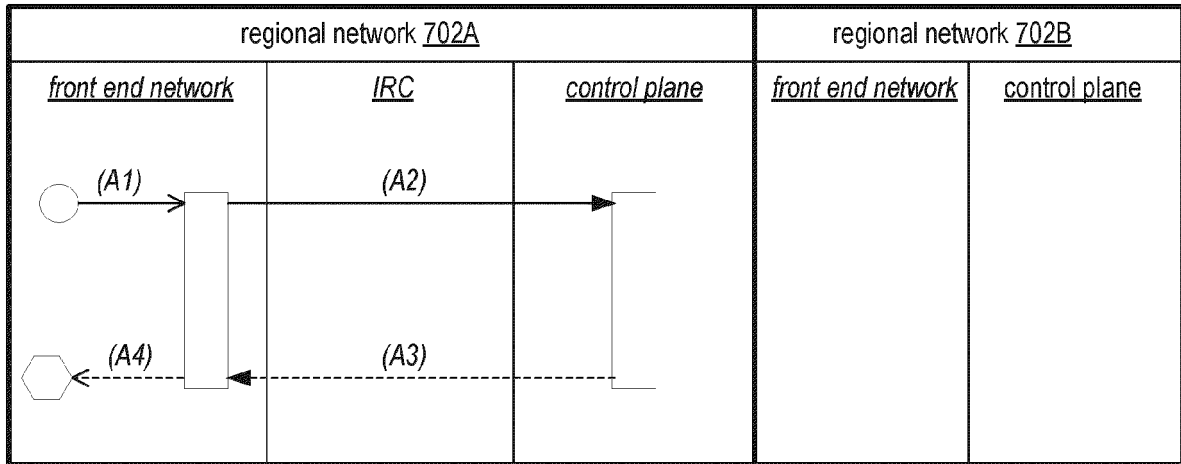 regional network 702A
regional network 702B
front end network
IRC
control plane
front end network
control plane
(A1)
(A2)
(A4)
(A3)